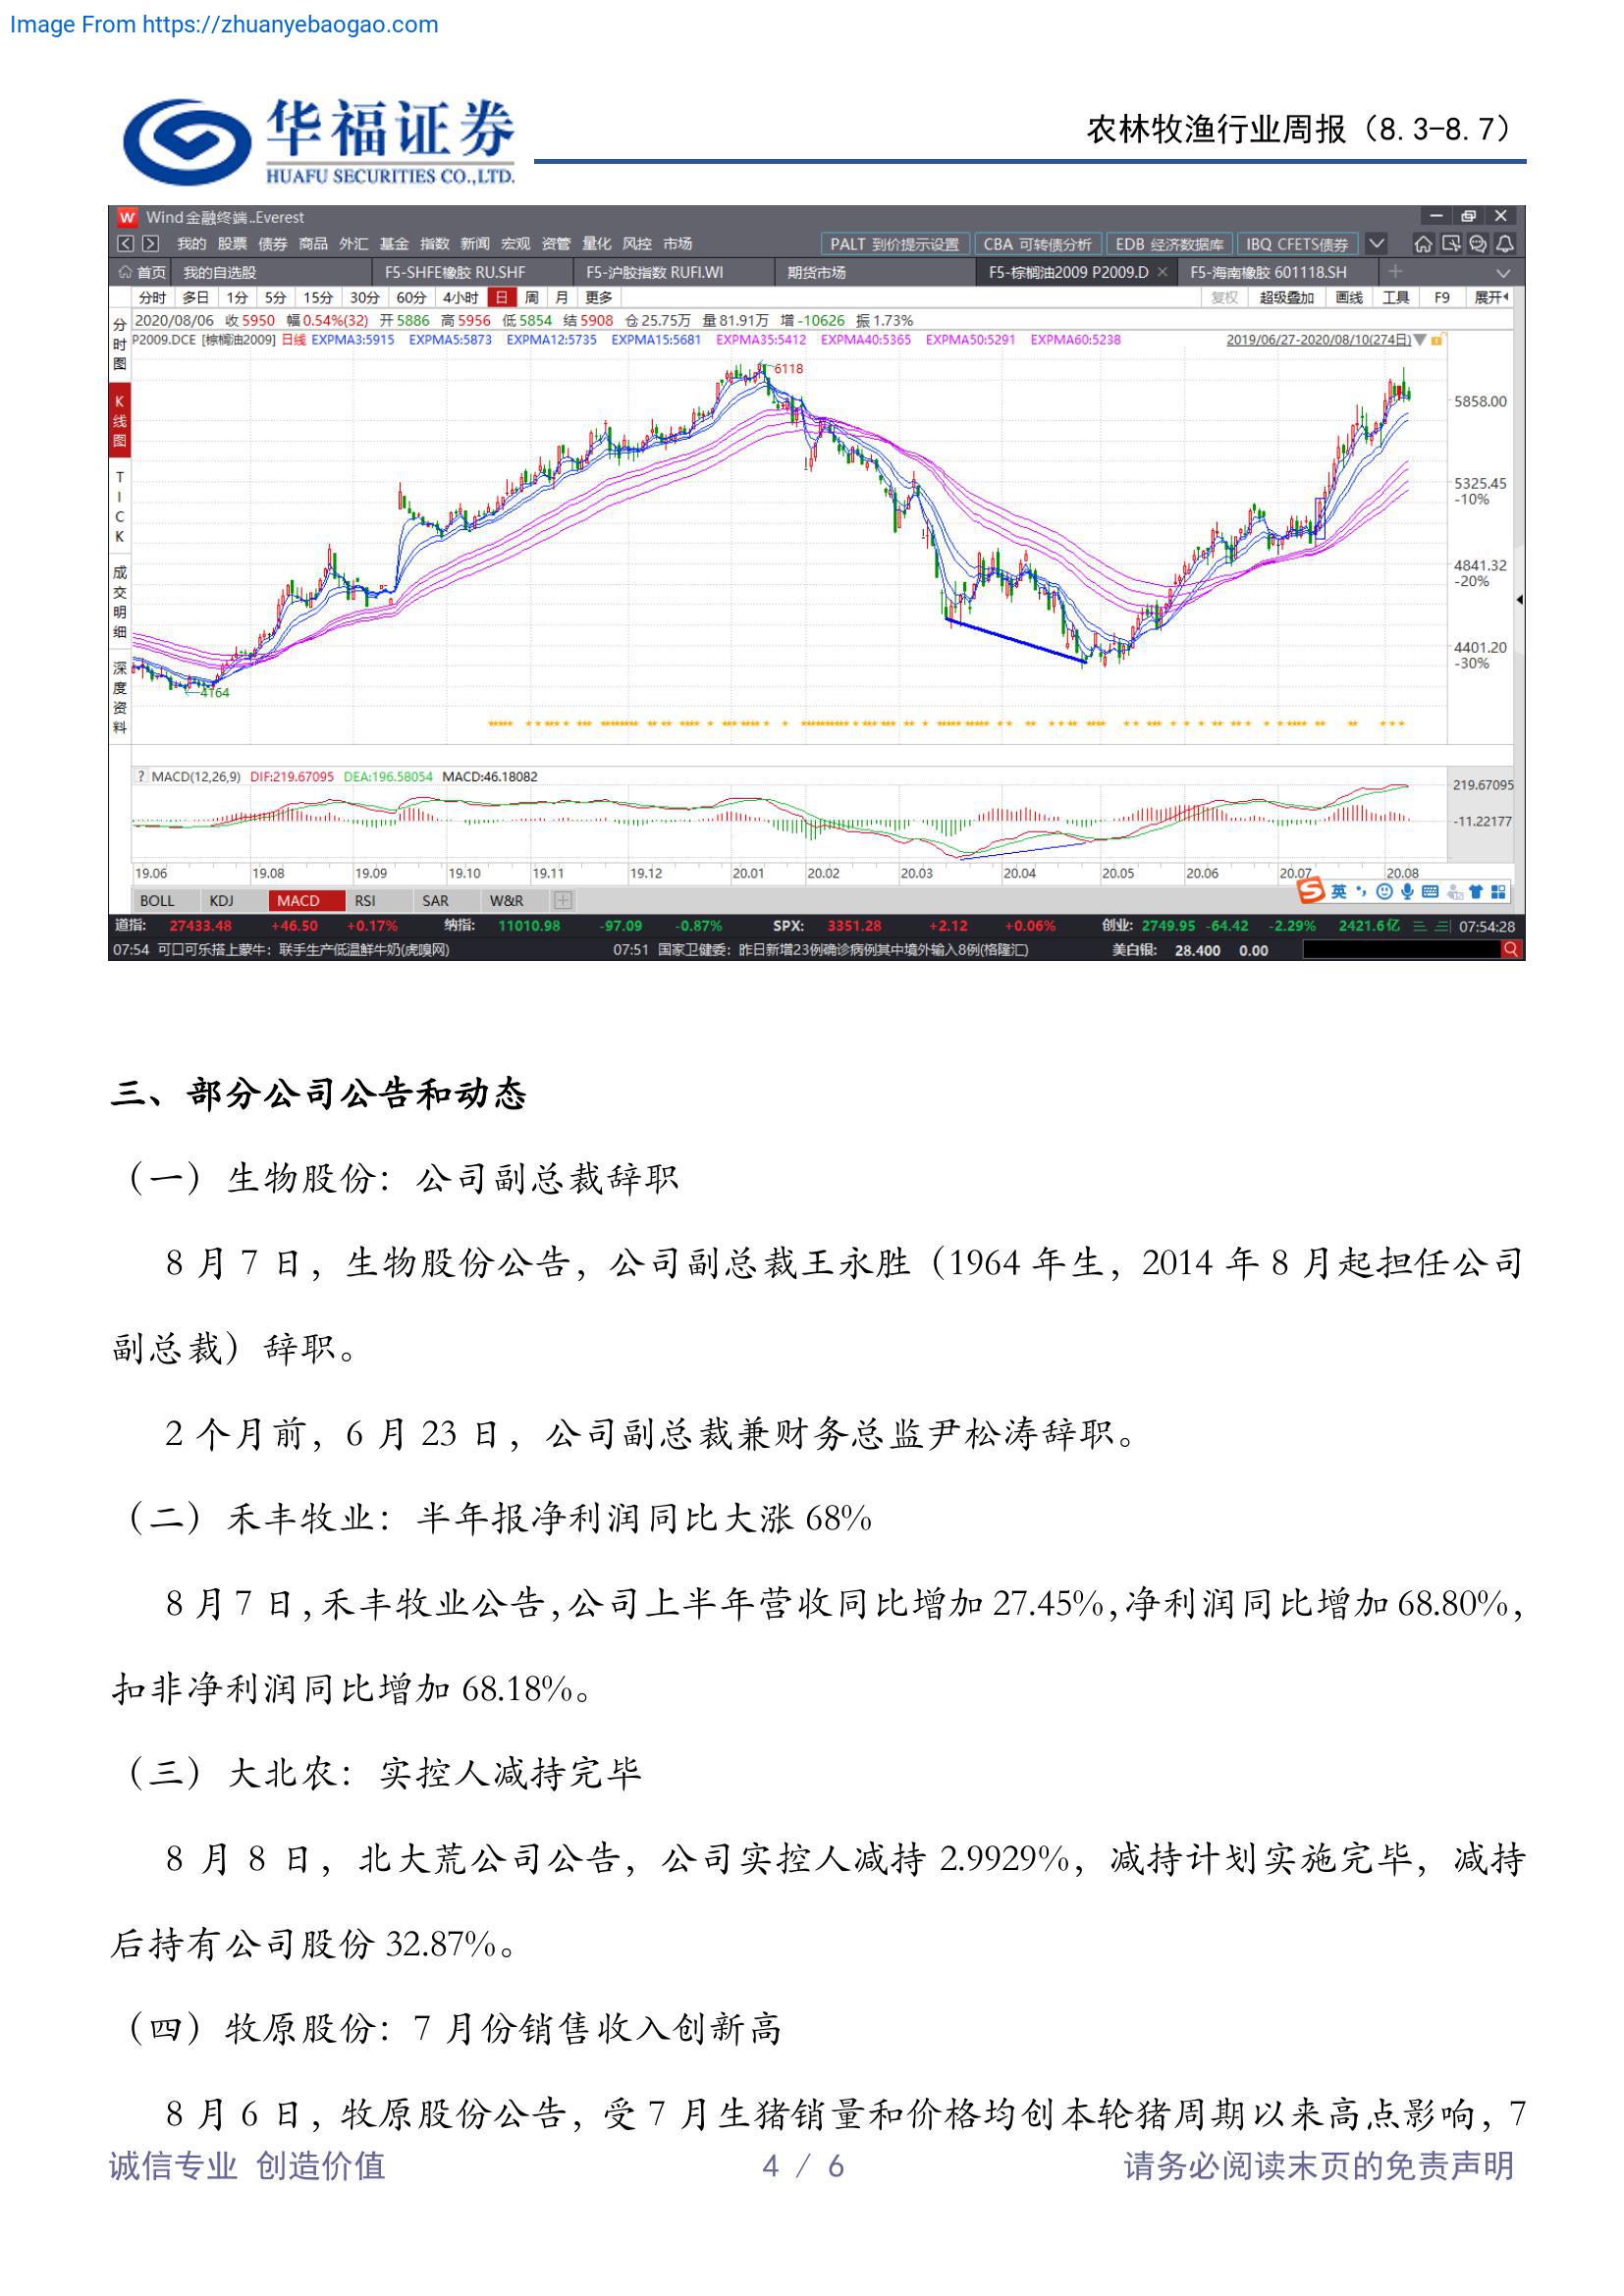 Image From https://zhuanyebaogao.com
华福证券
HUAFU SECURITIES CO.,LTD.
农林牧渔行业周报（8.3-8.7）
W Wind金融终端..Everest
我的 股票 债券 商品 外汇 基金 指数 新闻 宏观 资管 量化 风控 市场 PALT 到价提示设置 CBA 可转债分析 EDB 经济数据库 IBQ CFETS债券
首页 我的自选股 F5-SHFE橡胶 RU.SHF F5-沪胶指数 RUFI.WI 期货市场 F5-棕榈油2009 P2009.D × F5-海南橡胶 601118.SH +
分时 多日 1分 5分 15分 30分 60分 4小时 日 周 月 更多 复权 超级叠加 画线 工具 F9 展开
2020/08/06 收5950 幅0.54%(32) 开5886 高5956 低5854 结5908 仓25.75万 量81.91万 增-10626 振1.73%
P2009.DCE [棕榈油2009] 日线 EXPMA3:5915 EXPMA5:5873 EXPMA12:5735 EXPMA15:5681 EXPMA35:5412 EXPMA40:5365 EXPMA50:5291 EXPMA60:5238 2019/06/27-2020/08/10(274日)
分时图
K线图
TICK
成交明细
深度资料
6118
5858.00
5325.45
-10%
4841.32
-20%
4401.20
-30%
4164
? MACD(12,26,9) DIF:219.67095 DEA:196.58054 MACD:46.18082
219.67095
-11.22177
19.06 19.08 19.09 19.10 19.11 19.12 20.01 20.02 20.03 20.04 20.05 20.06 20.07 20.08
英
BOLL KDJ MACD RSI SAR W&R
道指: 27433.48 +46.50 +0.17% 纳指: 11010.98 -97.09 -0.87% SPX: 3351.28 +2.12 +0.06% 创业: 2749.95 -64.42 -2.29% 2421.6亿 07:54:28
07:54 可口可乐搭上蒙牛：联手生产低温鲜牛奶(虎嗅网) 07:51 国家卫健委：昨日新增23例确诊病例其中境外输入8例(格隆汇) 美白银: 28.400 0.00
三、部分公司公告和动态
（一）生物股份：公司副总裁辞职
8 月 7 日，生物股份公告，公司副总裁王永胜（1964 年生，2014 年 8 月起担任公司
副总裁）辞职。
2 个月前，6 月 23 日，公司副总裁兼财务总监尹松涛辞职。
（二）禾丰牧业：半年报净利润同比大涨 68%
8 月 7 日，禾丰牧业公告，公司上半年营收同比增加 27.45%，净利润同比增加 68.80%，
扣非净利润同比增加 68.18%。
（三）大北农：实控人减持完毕
8 月 8 日，北大荒公司公告，公司实控人减持 2.9929%，减持计划实施完毕，减持
后持有公司股份 32.87%。
（四）牧原股份：7 月份销售收入创新高
8 月 6 日，牧原股份公告，受 7 月生猪销量和价格均创本轮猪周期以来高点影响，7
诚信专业 创造价值 4 / 6 请务必阅读末页的免责声明